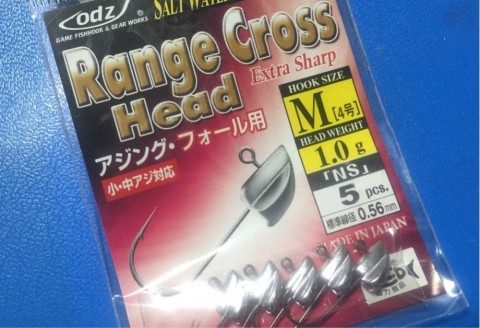 odz ®
GAME FISHHOOK & GEAR WORKS
SALT WATER
Range Cross
Head
Extra Sharp
アジング・フォール用
小・中アジ対応
HOOK SIZE
M[4号]
HEAD WEIGHT
1.0g
「NS」
5 pcs.
標準線径 0.56mm
MADE IN JAPAN